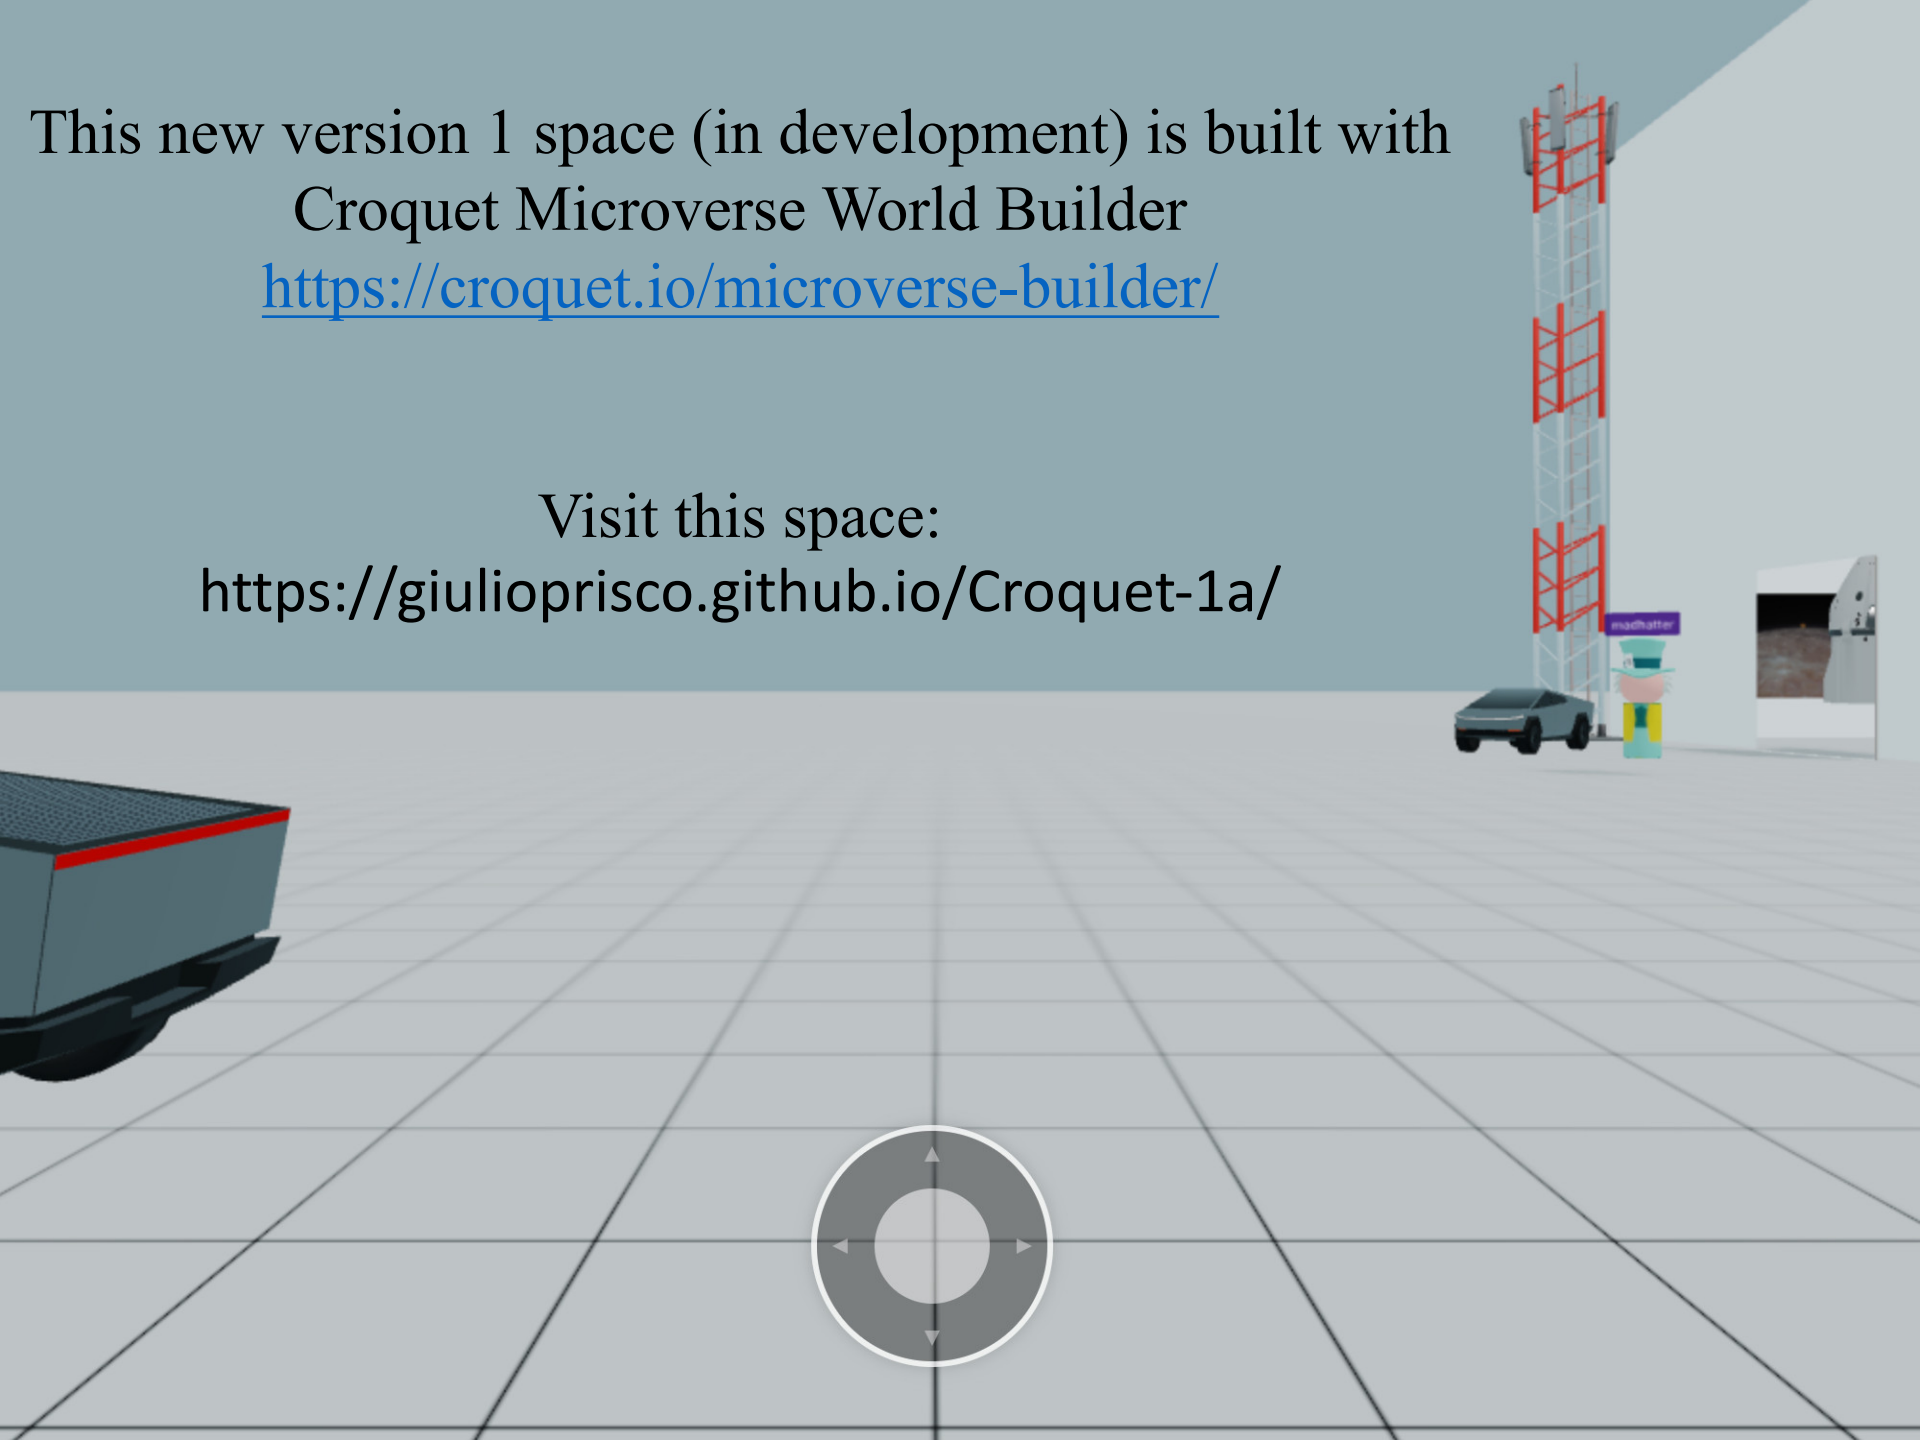 This new version 1 space (in development) is built with
Croquet Microverse World Builder
https://croquet.io/microverse-builder/
Visit this space:
https://giulioprisco.github.io/Croquet-1a/
madhatter